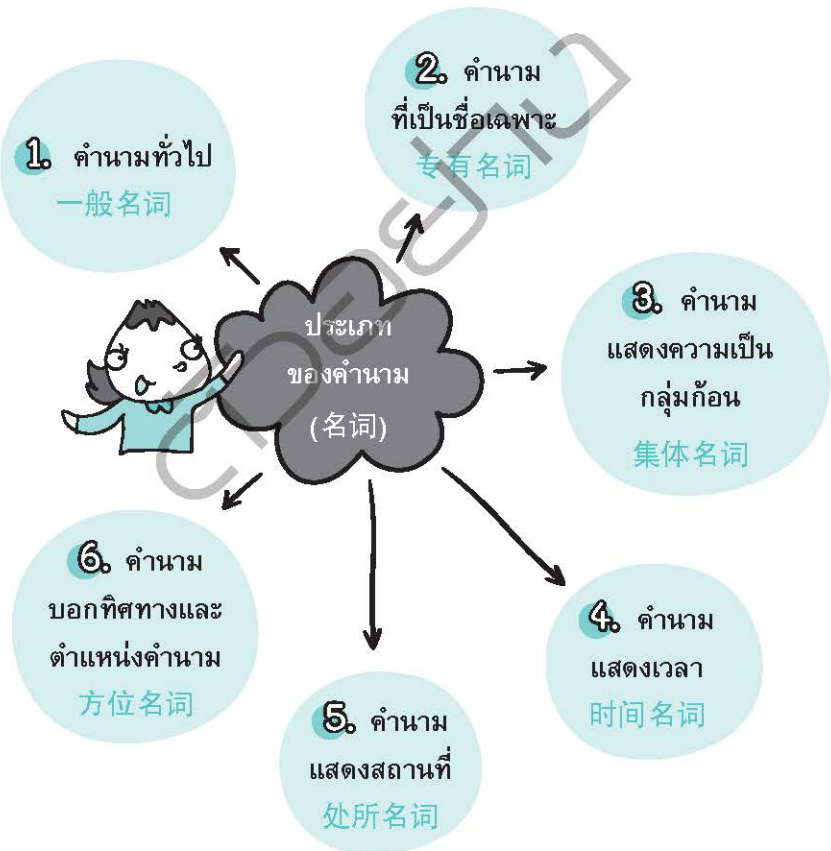 ประเภท
ของคำนาม
(名词)
1. คำนามทั่วไป
一般名词
2. คำนาม
ที่เป็นชื่อเฉพาะ
专有名词
3. คำนาม
แสดงความเป็น
กลุ่มก้อน
集体名词
4. คำนาม
แสดงเวลา
时间名词
5. คำนาม
แสดงสถานที่
处所名词
6. คำนาม
บอกทิศทางและ
ตำแหน่งคำนาม
方位名词